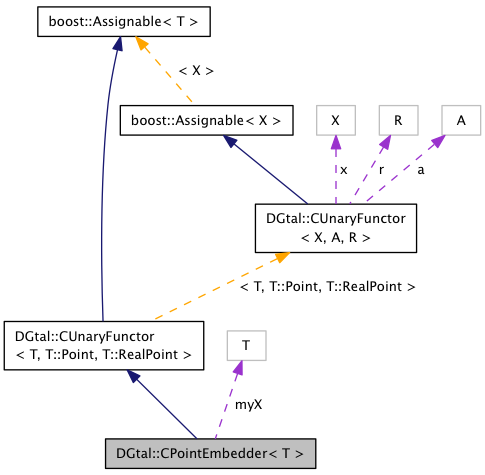 boost::Assignable< T >
< X >
boost::Assignable< X >
X
R
A
x
r
a
DGtal::CUnaryFunctor
< X, A, R >
< T, T::Point, T::RealPoint >
DGtal::CUnaryFunctor
< T, T::Point, T::RealPoint >
T
myX
DGtal::CPointEmbedder< T >